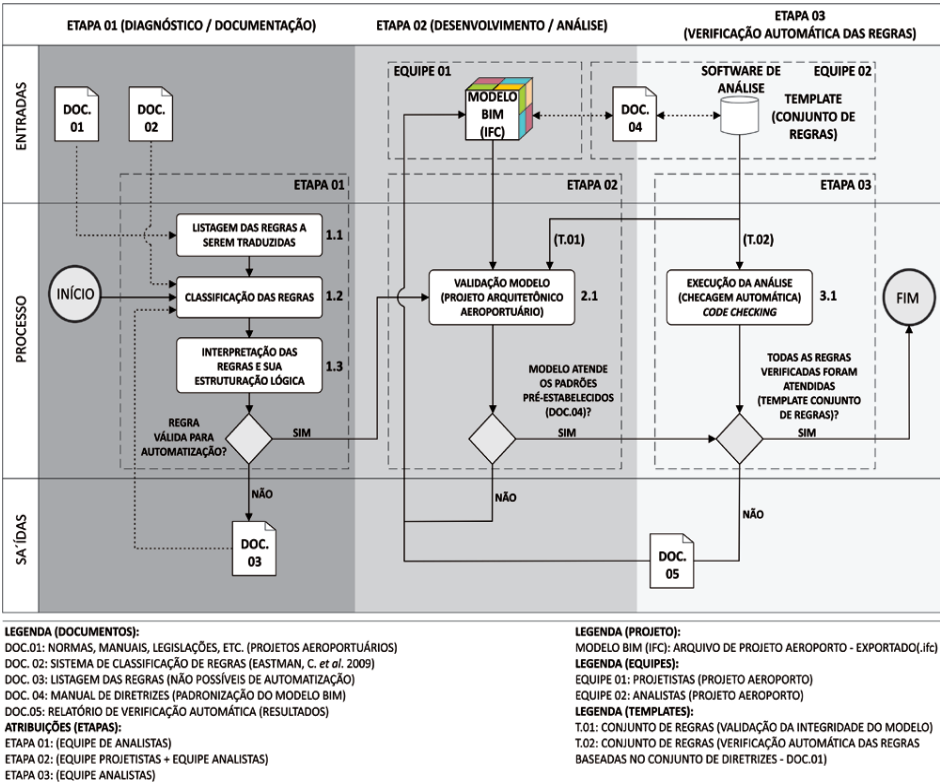 ETAPA 01 (DIAGNÓSTICO / DOCUMENTAÇÃO)
ETAPA 02 (DESENVOLVIMENTO / ANÁLISE)
ETAPA 03
(VERIFICAÇÃO AUTOMÁTICA DAS REGRAS)
ENTRADAS
DOC.
01
DOC.
02
EQUIPE 01
MODELO
BIM
(IFC)
DOC.
04
SOFTWARE DE
ANÁLISE
EQUIPE 02
TEMPLATE
(CONJUNTO DE
REGRAS)
PROCESSO
ETAPA 01
ETAPA 02
ETAPA 03
INÍCIO
LISTAGEM DAS REGRAS A
SEREM TRADUZIDAS
1.1
CLASSIFICAÇÃO DAS REGRAS
1.2
INTERPRETAÇÃO DAS
REGRAS E SUA
ESTRUTURAÇÃO LÓGICA
1.3
REGRA
VÁLIDA PARA
AUTOMATIZAÇÃO?
SIM
NÃO
(T.01)
VALIDAÇÃO MODELO
(PROJETO ARQUITETÔNICO
AEROPORTUÁRIO)
2.1
MODELO ATENDE
OS PADRÕES
PRÉ-ESTABELECIDOS
(DOC.04)?
SIM
NÃO
(T.02)
EXECUÇÃO DA ANÁLISE
(CHECAGEM AUTOMÁTICA)
CODE CHECKING
3.1
TODAS AS REGRAS
VERIFICADAS FORAM
ATENDIDAS
(TEMPLATE CONJUNTO
DE REGRAS)?
SIM
NÃO
FIM
SA´ÍDAS
DOC.
03
DOC.
05
LEGENDA (DOCUMENTOS):
DOC.01: NORMAS, MANUAIS, LEGISLAÇÕES, ETC. (PROJETOS AEROPORTUÁRIOS)
DOC. 02: SISTEMA DE CLASSIFICAÇÃO DE REGRAS (EASTMAN, C. et al. 2009)
DOC. 03: LISTAGEM DAS REGRAS (NÃO POSSÍVEIS DE AUTOMATIZAÇÃO)
DOC. 04: MANUAL DE DIRETRIZES (PADRONIZAÇÃO DO MODELO BIM)
DOC.05: RELATÓRIO DE VERIFICAÇÃO AUTOMÁTICA (RESULTADOS)
ATRIBUIÇÕES (ETAPAS):
ETAPA 01: (EQUIPE DE ANALISTAS)
ETAPA 02: (EQUIPE PROJETISTAS + EQUIPE ANALISTAS)
ETAPA 03: (EQUIPE ANALISTAS)
LEGENDA (PROJETO):
MODELO BIM (IFC): ARQUIVO DE PROJETO AEROPORTO - EXPORTADO(.ifc)
LEGENDA (EQUIPES):
EQUIPE 01: PROJETISTAS (PROJETO AEROPORTO)
EQUIPE 02: ANALISTAS (PROJETO AEROPORTO)
LEGENDA (TEMPLATES):
T.01: CONJUNTO DE REGRAS (VALIDAÇÃO DA INTEGRIDADE DO MODELO)
T.02: CONJUNTO DE REGRAS (VERIFICAÇÃO AUTOMÁTICA DAS REGRAS
BASEADAS NO CONJUNTO DE DIRETRIZES - DOC.01)